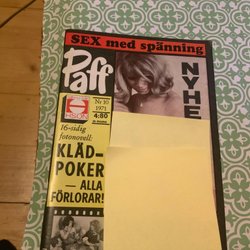 SEX med spänning
Paff
NYHE
Nr 10
1971
4:80
16-sidig
fotonovell:
KLÄD-
POKER
— ALLA
FÖRLORAR!